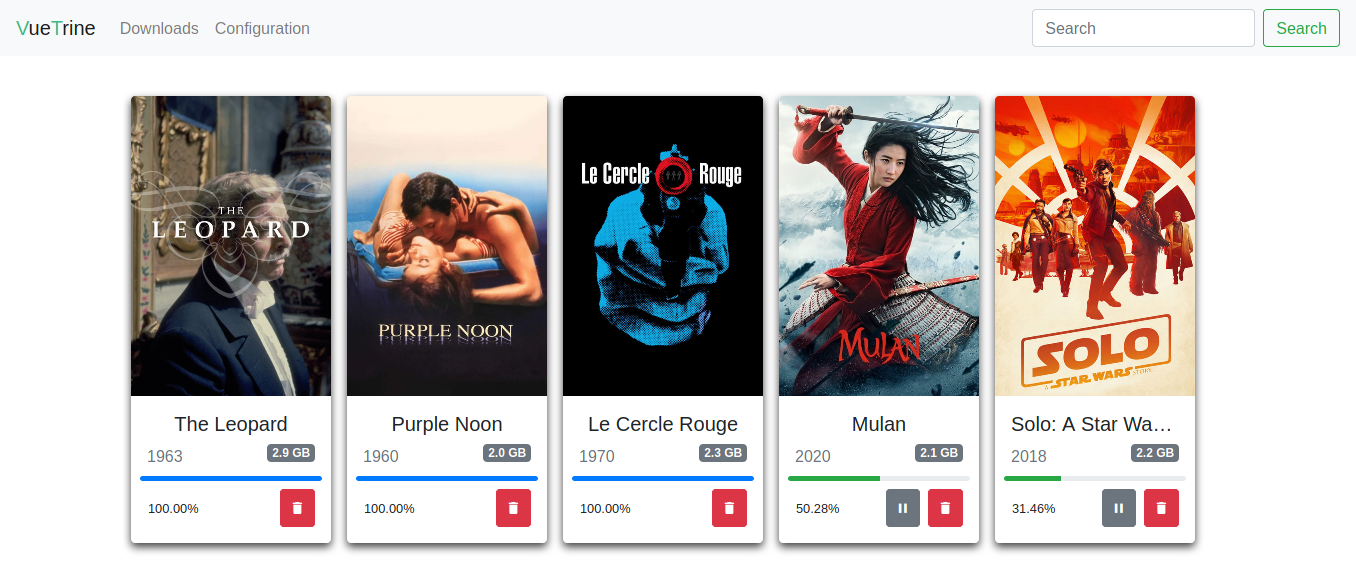 VueTrine Downloads Configuration Search Search
THE
LEOPARD
PURPLE NOON
Le Cercle Rouge
MULAN
SOLO
A STAR WARS STORY
The Leopard
1963 2.9 GB
100.00%
Purple Noon
1960 2.0 GB
100.00%
Le Cercle Rouge
1970 2.3 GB
100.00%
Mulan
2020 2.1 GB
50.28%
Solo: A Star Wa...
2018 2.2 GB
31.46%